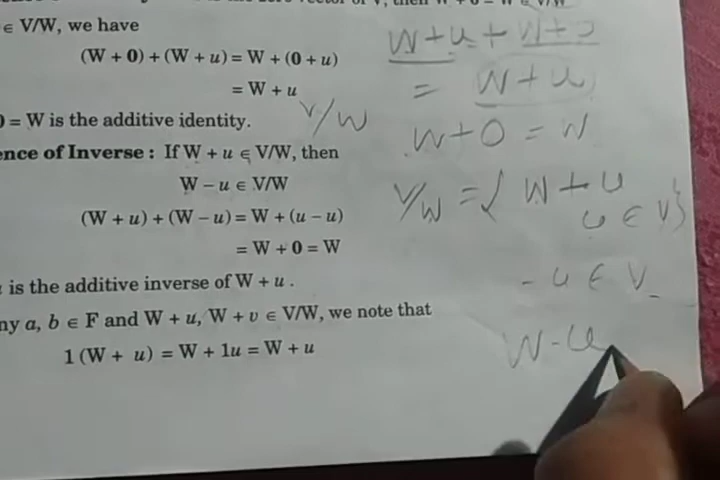 ∈ V/W, we have
(W + 0) + (W + u) = W + (0 + u)
= W + u
0 = W is the additive identity.
ence of Inverse : If W + u ∈ V/W, then
W – u ∈ V/W
(W + u) + (W – u) = W + (u – u)
= W + 0 = W
is the additive inverse of W + u .
ny a, b ∈ F and W + u, W + v ∈ V/W, we note that
1 (W + u) = W + 1u = W + u
W+u + W+0
= W+u
V/W
W+0 = W
V/W = { W+u
u ∈ V}
- u ∈ V
W-u